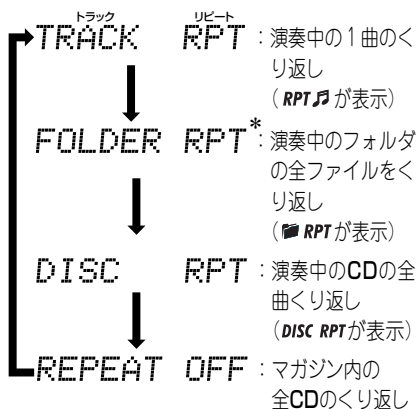 トラック リピート
TRACK RPT：演奏中の1曲のく
り返し
（RPT♬が表示）
FOLDER RPT*：演奏中のフォルダ
の全ファイルをく
り返し
（RPTが表示）
DISC RPT：演奏中のCDの全
曲くり返し
（DISC RPTが表示）
REPEAT OFF：マガジン内の
全CDのくり返し